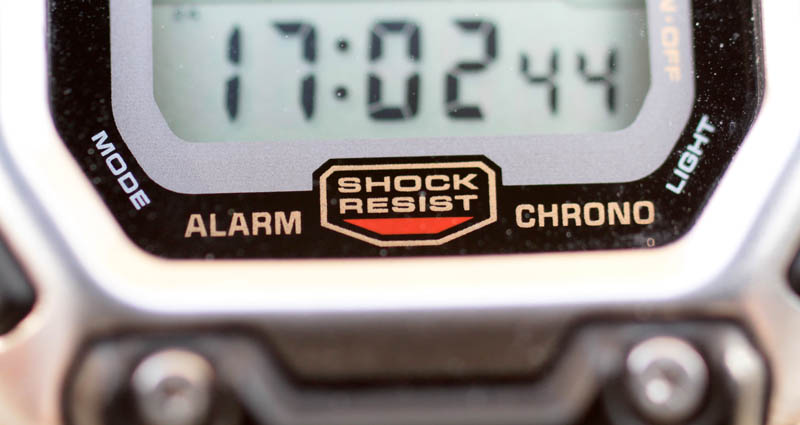 17:02 44
MODE
LIGHT
SHOCK
RESIST
ALARM
CHRONO